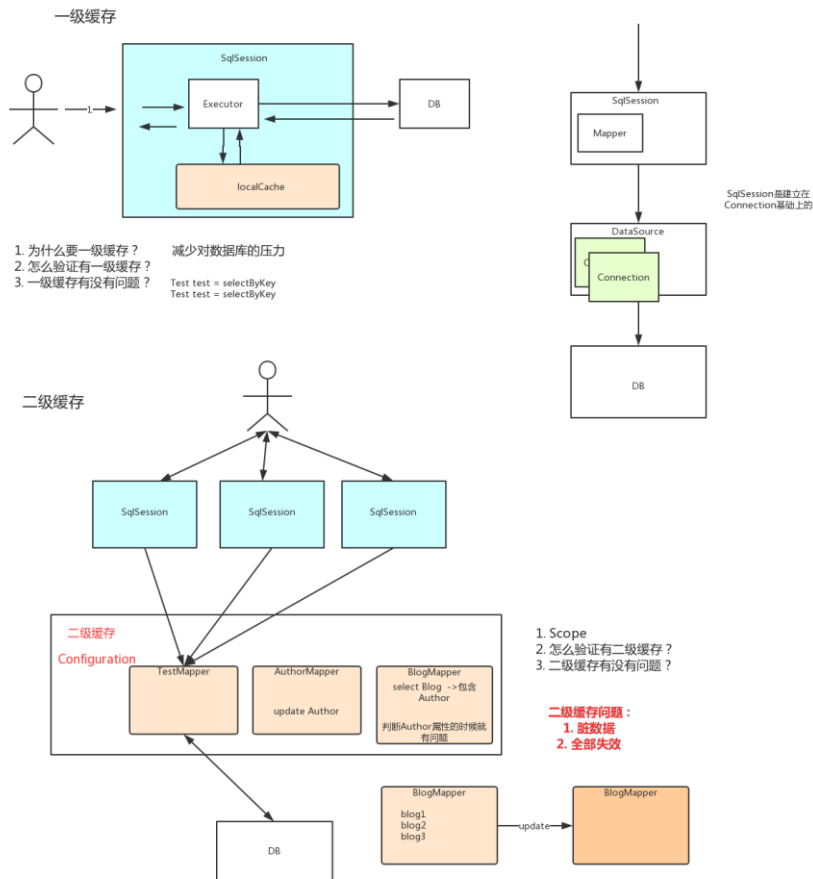 一级缓存
SqlSession
Executor
DB
localCache
1
1. 为什么要一级缓存？ 减少对数据库的压力
2. 怎么验证有一级缓存？
3. 一级缓存有没有问题？
Test test = selectByKey
Test test = selectByKey
SqlSession
Mapper
SqlSession是建立在
Connection基础上的
DataSource
C
Connection
DB
二级缓存
SqlSession
SqlSession
SqlSession
二级缓存
Configuration
TestMapper
AuthorMapper
update Author
BlogMapper
select Blog ->包含
Author
判断Author属性的时候就
有问题
1. Scope
2. 怎么验证有二级缓存？
3. 二级缓存有没有问题？
二级缓存问题：
1. 脏数据
2. 全部失效
DB
BlogMapper
blog1
blog2
blog3
update
BlogMapper